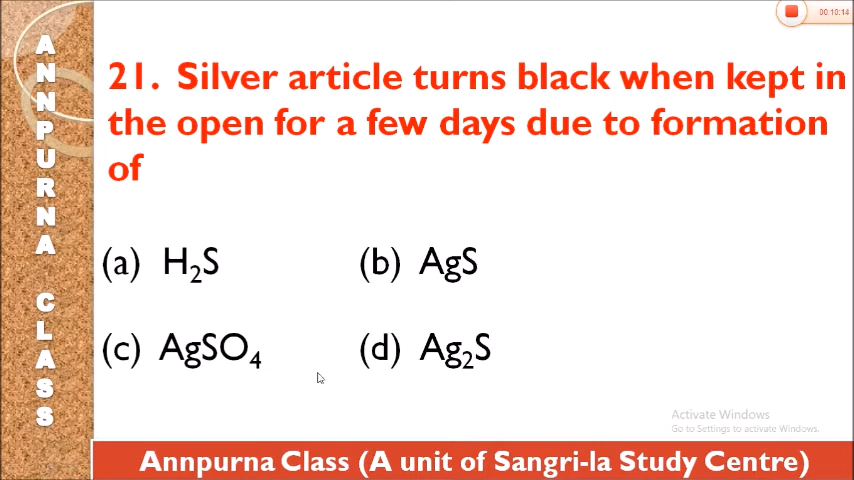 00:10:14
ANNPURNA CLASS
21. Silver article turns black when kept in
the open for a few days due to formation
of
(a) H₂S (b) AgS
(c) AgSO₄ (d) Ag₂S
Activate Windows
Go to Settings to activate Windows.
Annpurna Class (A unit of Sangri-la Study Centre)